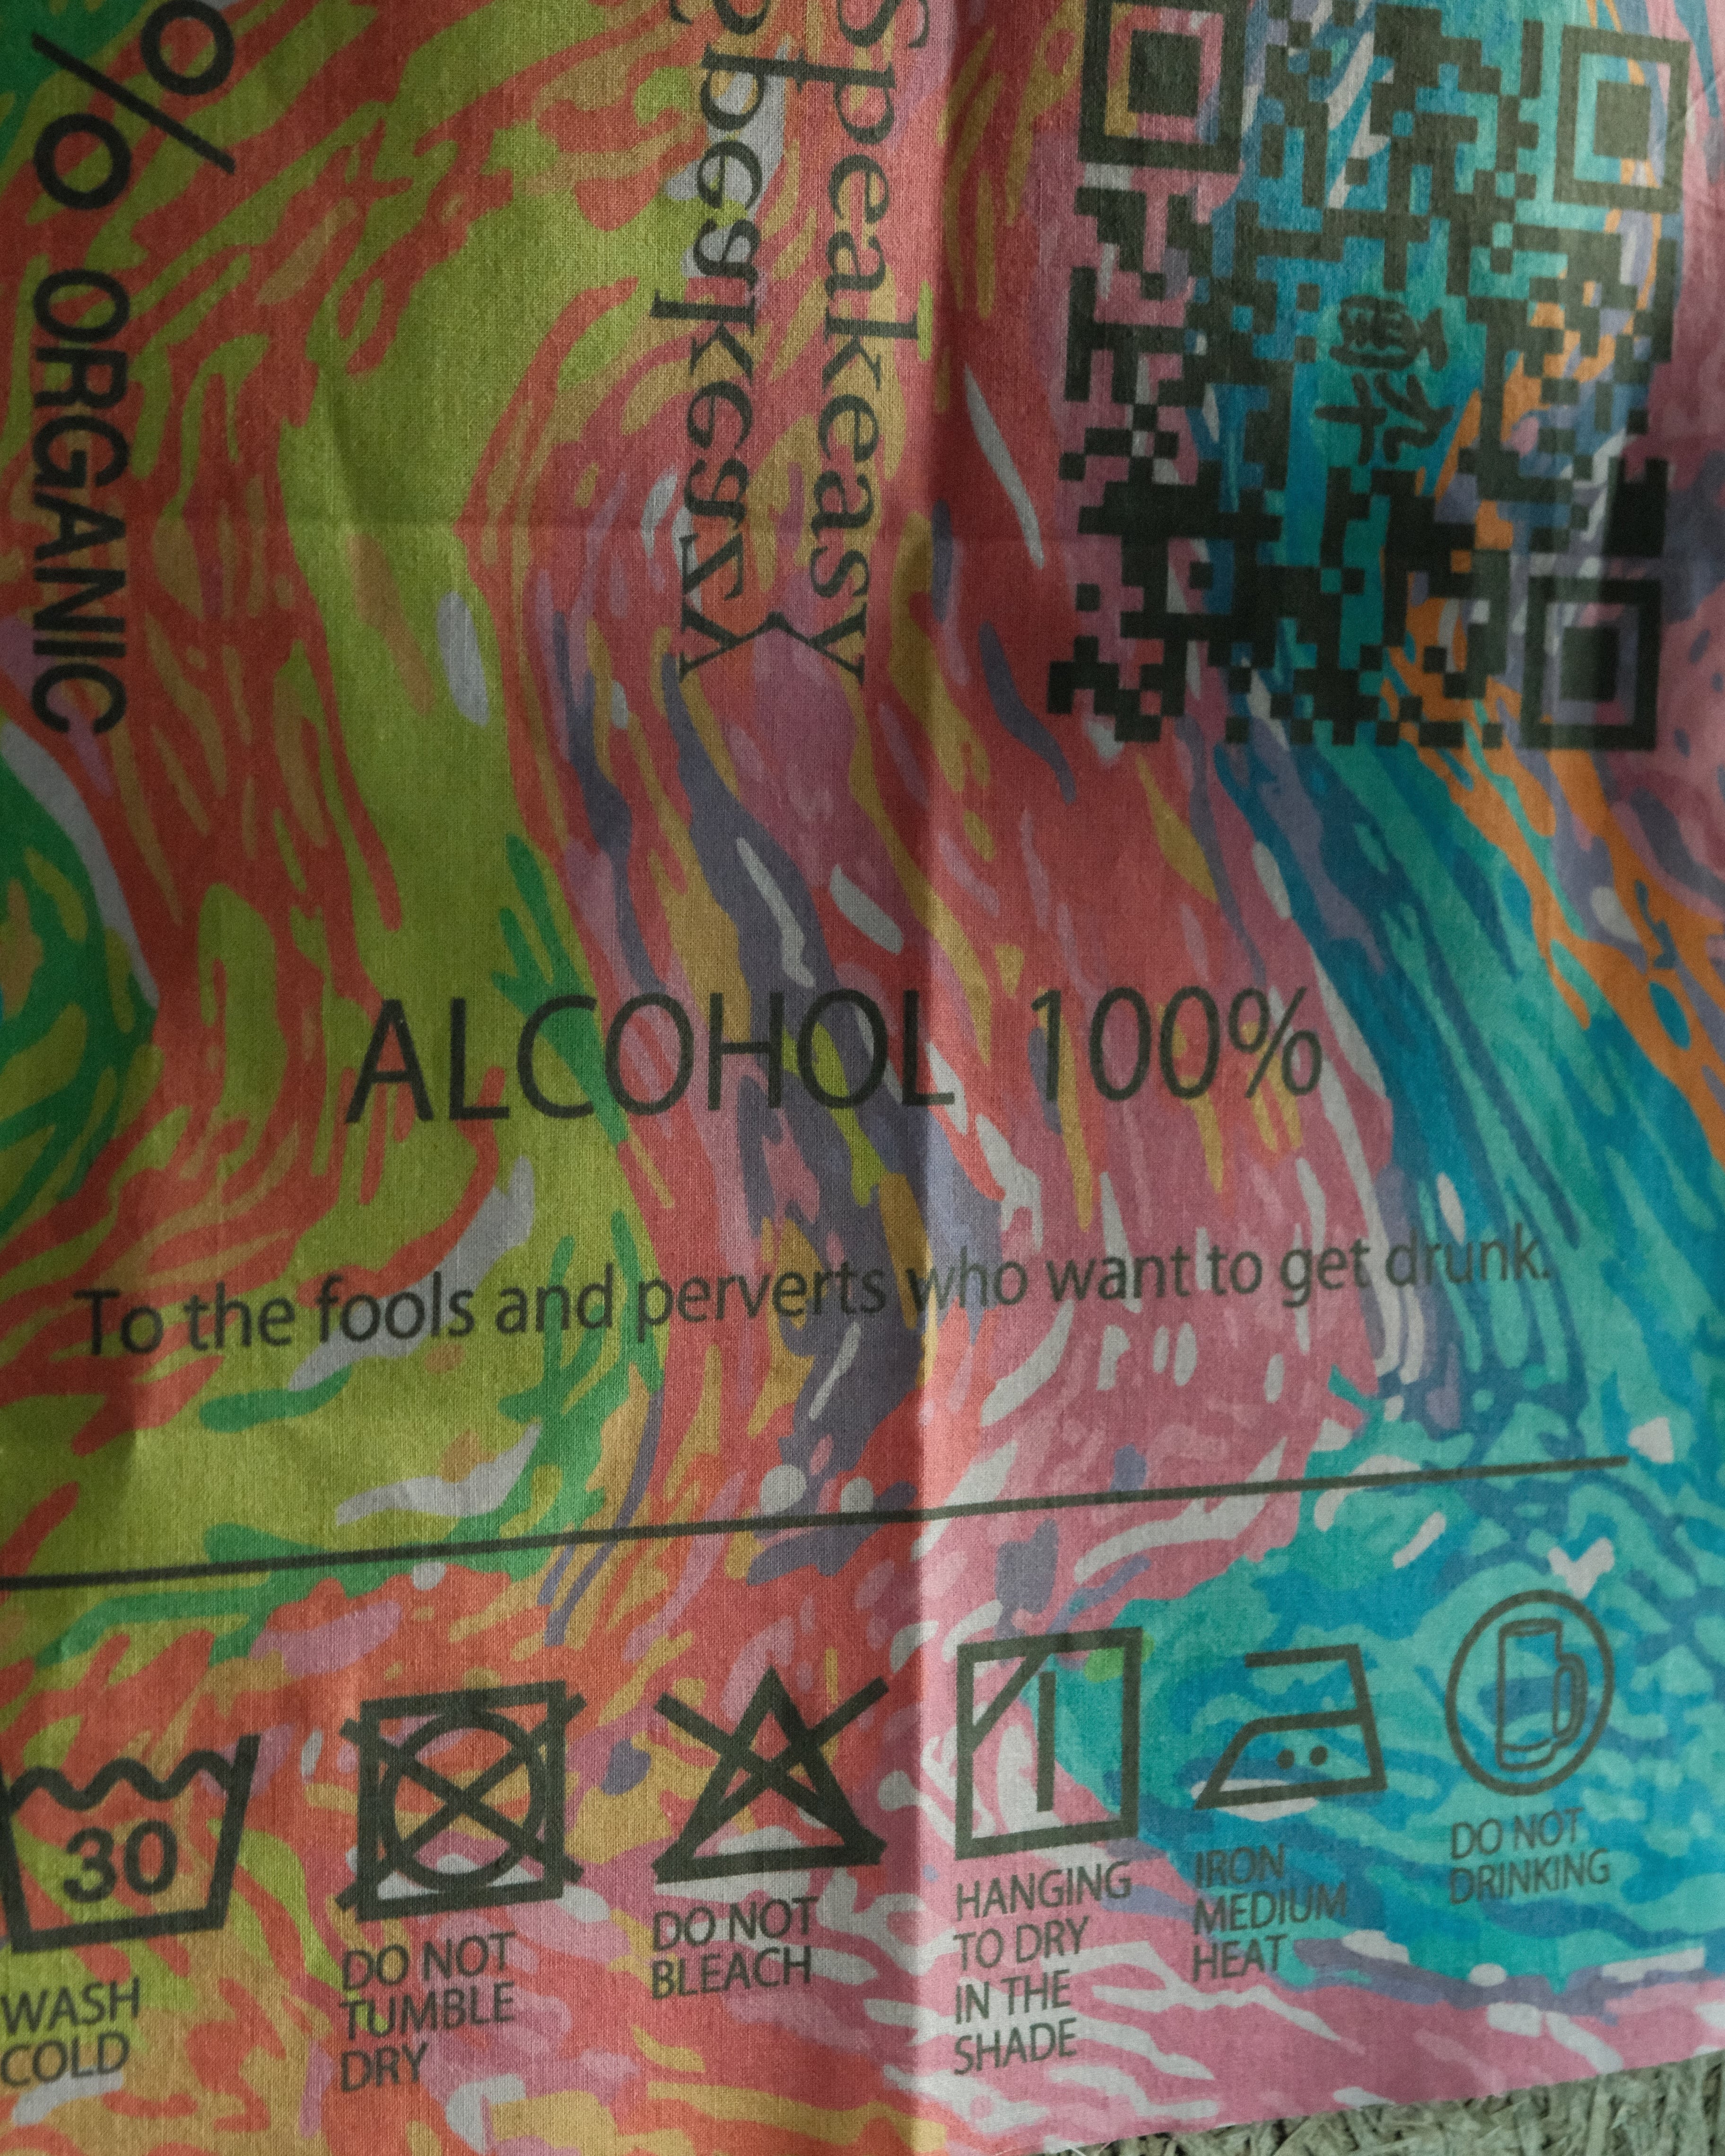 % ORGANIC
Speakeasy
Speakeasy
ALCOHOL 100%
To the fools and perverts who want to get drunk.
30
WASH
COLD
DO NOT
TUMBLE
DRY
DO NOT
BLEACH
HANGING
TO DRY
IN THE
SHADE
IRON
MEDIUM
HEAT
DO NOT
DRINKING